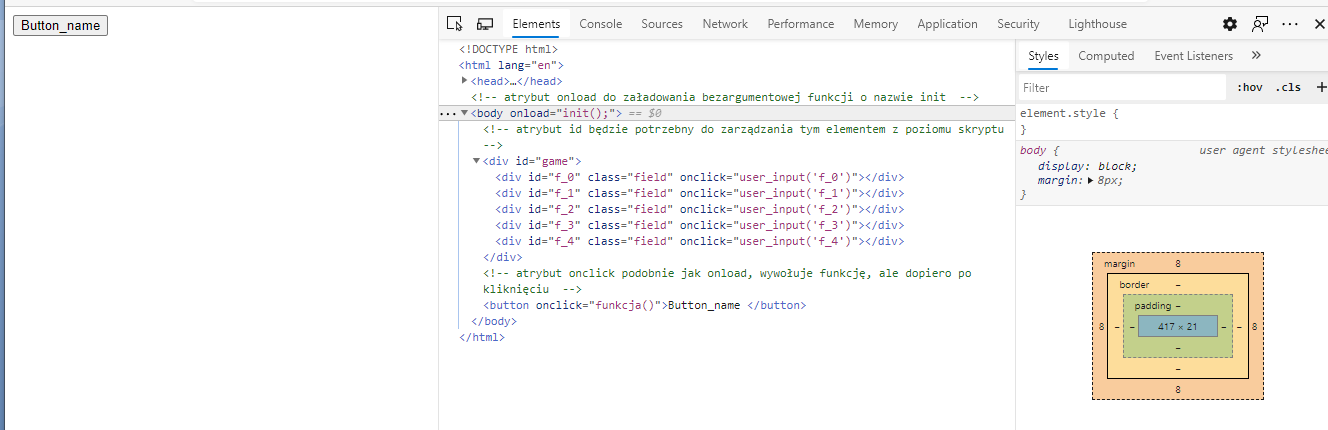 Button_name
Elements Console Sources Network Performance Memory Application Security Lighthouse
<!DOCTYPE html>
<html lang="en">
<head>…</head>
<!-- atrybut onload do załadowania bezargumentowej funkcji o nazwie init -->
<body onload="init();"> == $0
<!-- atrybut id będzie potrzebny do zarządzania tym elementem z poziomu skryptu
-->
<div id="game">
<div id="f_0" class="field" onclick="user_input('f_0')"></div>
<div id="f_1" class="field" onclick="user_input('f_1')"></div>
<div id="f_2" class="field" onclick="user_input('f_2')"></div>
<div id="f_3" class="field" onclick="user_input('f_3')"></div>
<div id="f_4" class="field" onclick="user_input('f_4')"></div>
</div>
<!-- atrybut onclick podobnie jak onload, wywołuje funkcję, ale dopiero po
kliknięciu -->
<button onclick="funkcja()">Button_name </button>
</body>
</html>
Styles Computed Event Listeners
Filter :hov .cls +
element.style {
}
body { user agent styleshee
display: block;
margin: 8px;
}
margin 8
border –
padding –
8 – – 417 × 21 – – 8
–
–
8